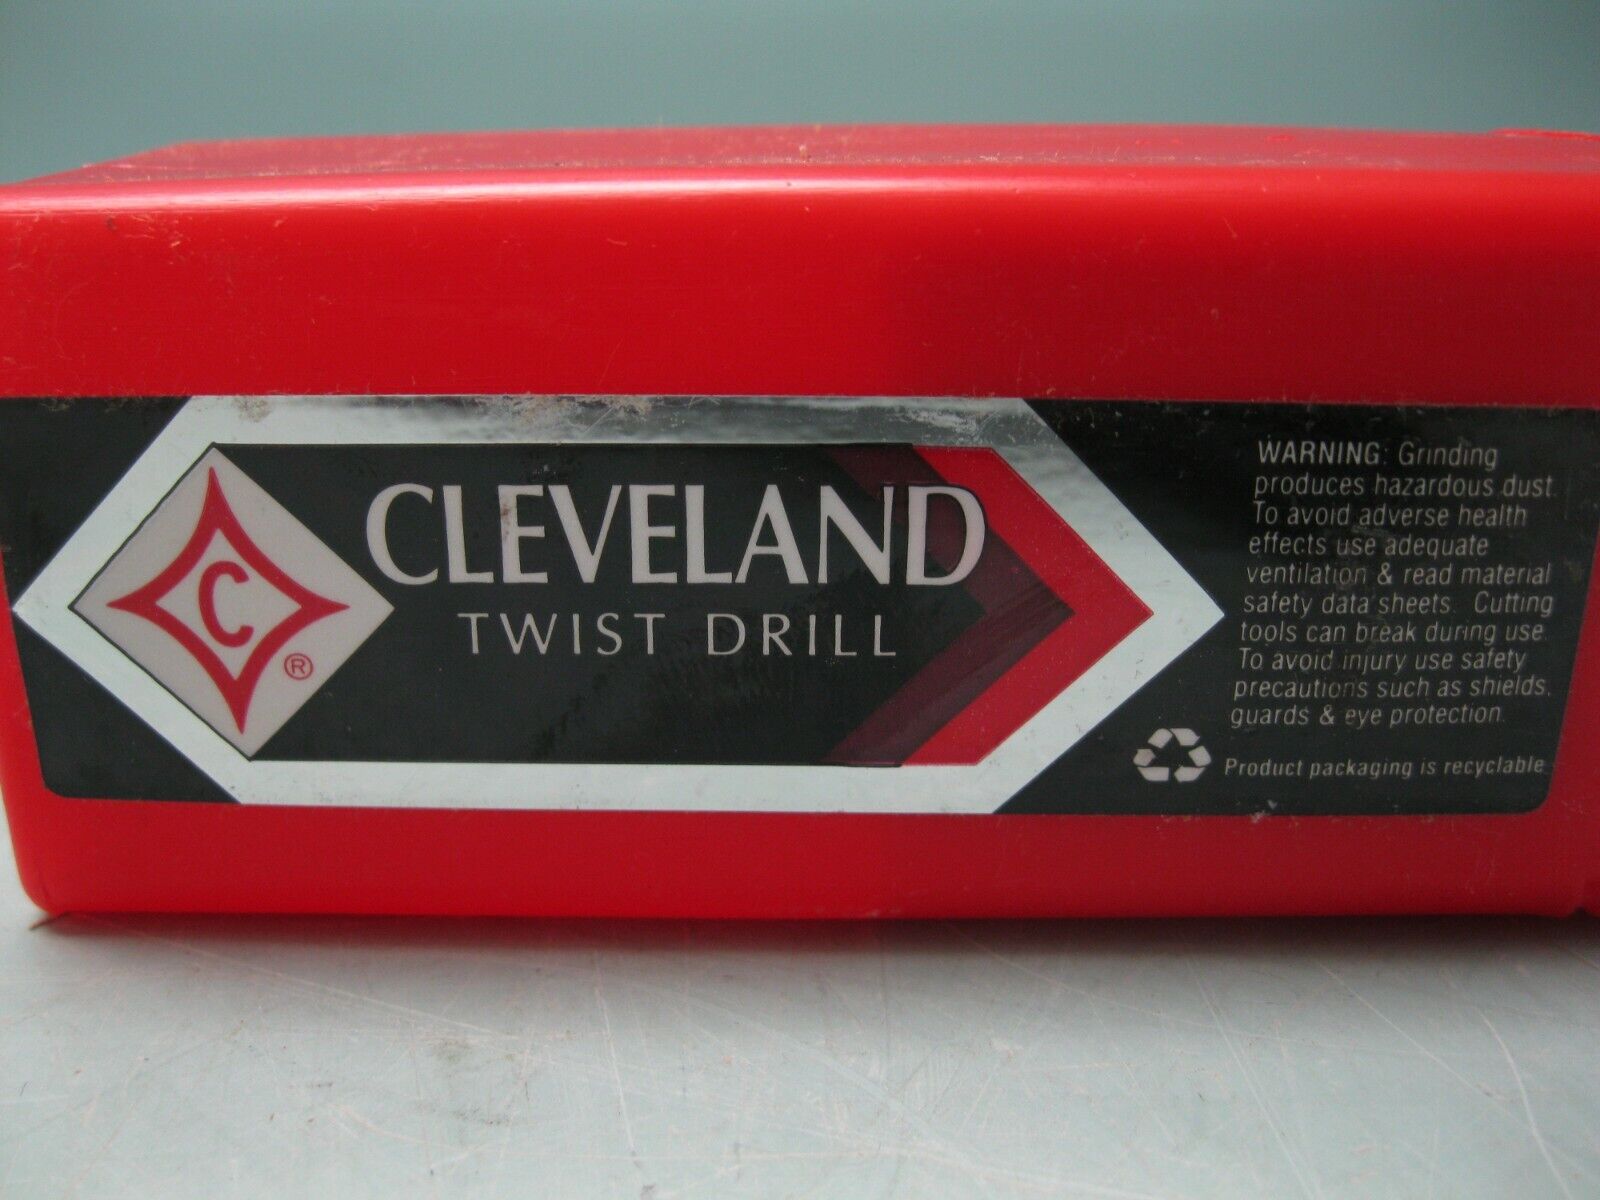 C
®
CLEVELAND
TWIST DRILL
WARNING: Grinding
produces hazardous dust.
To avoid adverse health
effects use adequate
ventilation & read material
safety data sheets. Cutting
tools can break during use.
To avoid injury use safety
precautions such as shields,
guards & eye protection.
Product packaging is recyclable